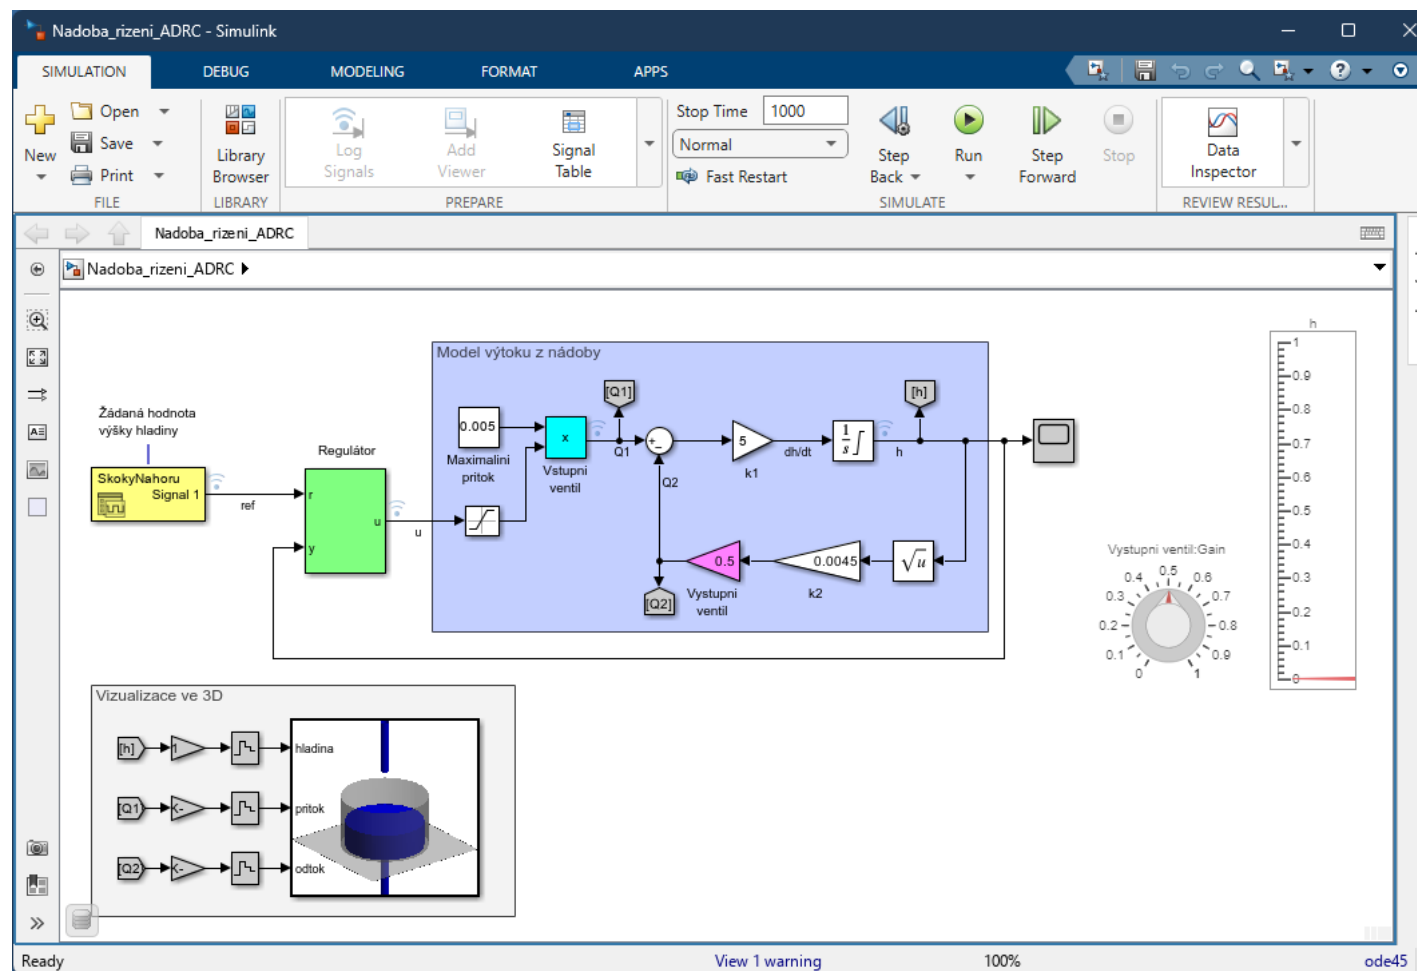 Nadoba_rizeni_ADRC - Simulink
SIMULATION DEBUG MODELING FORMAT APPS
New
Open
Save
Print
FILE
Library
Browser
LIBRARY
Log
Signals
Add
Viewer
Signal
Table
PREPARE
Stop Time 1000
Normal
Fast Restart
Step
Back
Run
Step
Forward
Stop
SIMULATE
Data
Inspector
REVIEW RESUL...
Nadoba_rizeni_ADRC
Nadoba_rizeni_ADRC
Žádaná hodnota
výšky hladiny
SkokyNahoru
Signal 1
ref
Regulátor
r
y
u
u
Model výtoku z nádoby
0.005
Maximalini
pritok
x
Vstupni
ventil
[Q1]
Q1
Q2
5
k1
dh/dt
1
s
h
[h]
√u
0.0045
k2
0.5
Vystupni
ventil
[Q2]
Vystupni ventil:Gain
0
0.1
0.2
0.3
0.4
0.5
0.6
0.7
0.8
0.9
1
h
1
0.9
0.8
0.7
0.6
0.5
0.4
0.3
0.2
0.1
0
Vizualizace ve 3D
[h] 1 hladina
[Q1] K- pritok
[Q2] K- odtok
Ready View 1 warning 100% ode45